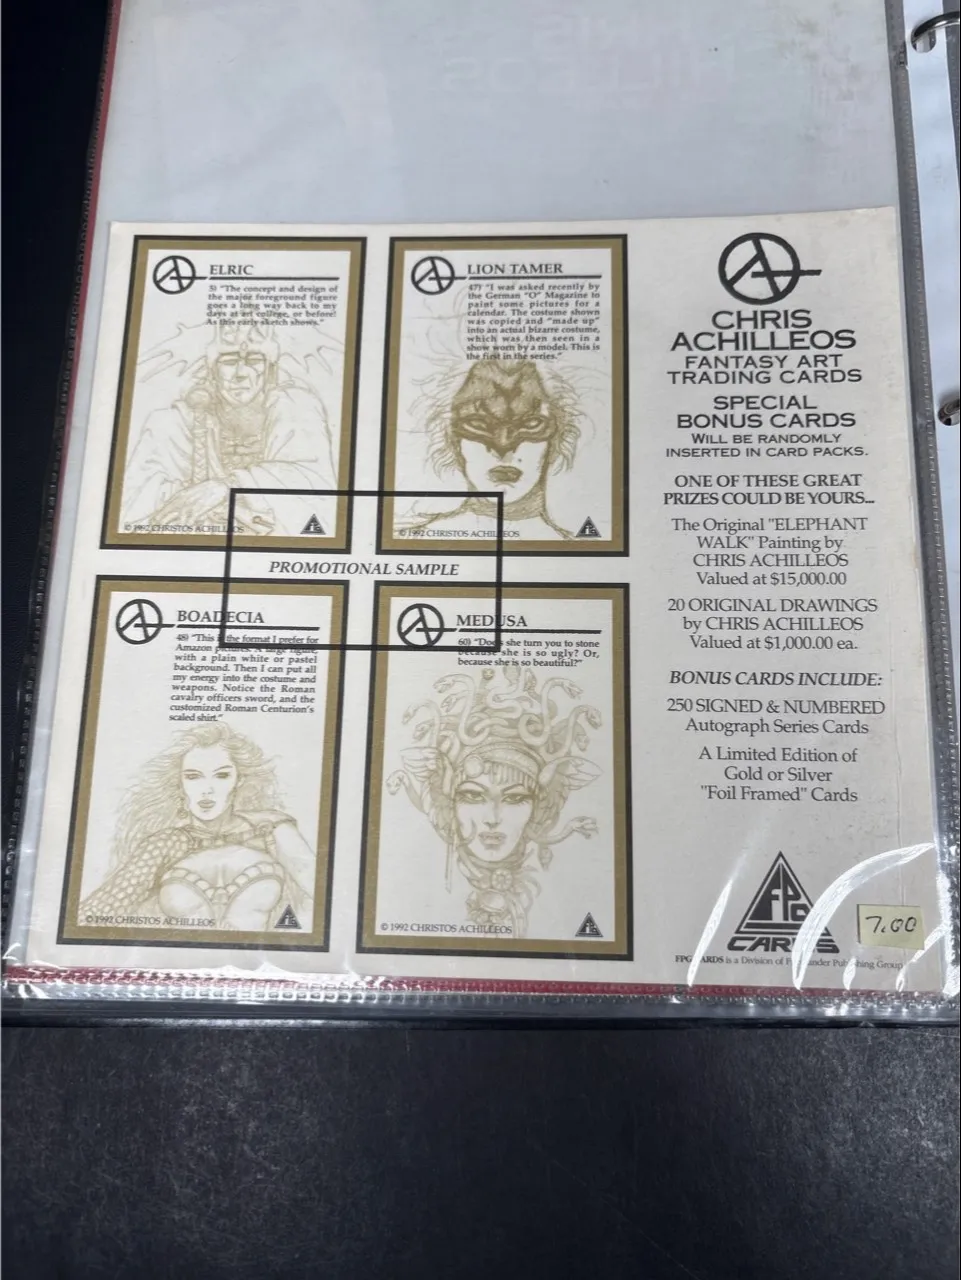 ELRIC
5) "The concept and design of
the major foreground figure
goes a long way back to my
days at art college, or before!
As this early sketch shows."
© 1992 CHRISTOS ACHILLEOS
LION TAMER
47) "I was asked recently by
the German "O" Magazine to
paint some pictures for a
calendar. The costume shown
was copied and "made up"
into an actual bizarre costume,
which was then seen in a
show worn by a model. This is
the first in the series."
© 1992 CHRISTOS ACHILLEOS
PROMOTIONAL SAMPLE
BOADECIA
48) "This is the format I prefer for
Amazon pictures. A large figure,
with a plain white or pastel
background. Then I can put all
my energy into the costume and
weapons. Notice the Roman
cavalry officers sword, and the
customized Roman Centurion's
scaled shirt."
© 1992 CHRISTOS ACHILLEOS
MEDUSA
60) "Does she turn you to stone
because she is so ugly? Or,
because she is so beautiful?"
© 1992 CHRISTOS ACHILLEOS
CHRIS
ACHILLEOS
FANTASY ART
TRADING CARDS
SPECIAL
BONUS CARDS
WILL BE RANDOMLY
INSERTED IN CARD PACKS.
ONE OF THESE GREAT
PRIZES COULD BE YOURS...
The Original "ELEPHANT
WALK" Painting by
CHRIS ACHILLEOS
Valued at $15,000.00
20 ORIGINAL DRAWINGS
by CHRIS ACHILLEOS
Valued at $1,000.00 ea.
BONUS CARDS INCLUDE:
250 SIGNED & NUMBERED
Autograph Series Cards
A Limited Edition of
Gold or Silver
"Foil Framed" Cards
FPG
CARDS
7.00
FPG CARDS is a Division of Publishing Group